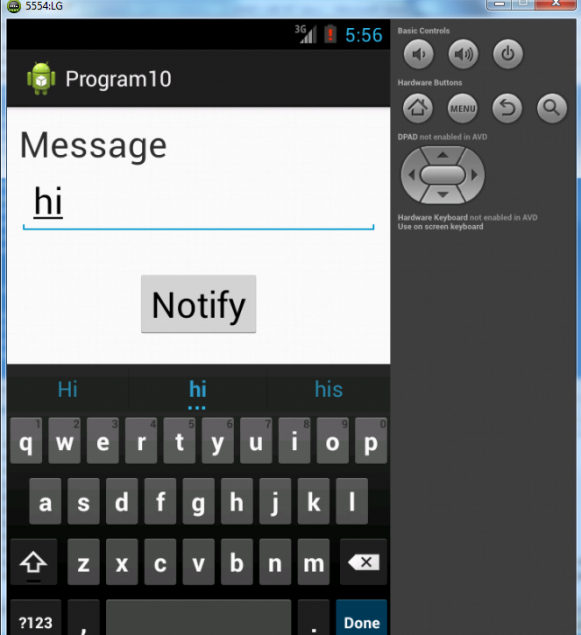 5554:LG
3G 5:56
Program10
Message
hi
Notify
Hi hi his
1 2 3 4 5 6 7 8 9 0
q w e r t y u i o p
a s d f g h j k l
z x c v b n m
?123 , . Done
Basic Controls
Hardware Buttons
MENU
DPAD not enabled in AVD
Hardware Keyboard not enabled in AVD
Use on screen keyboard